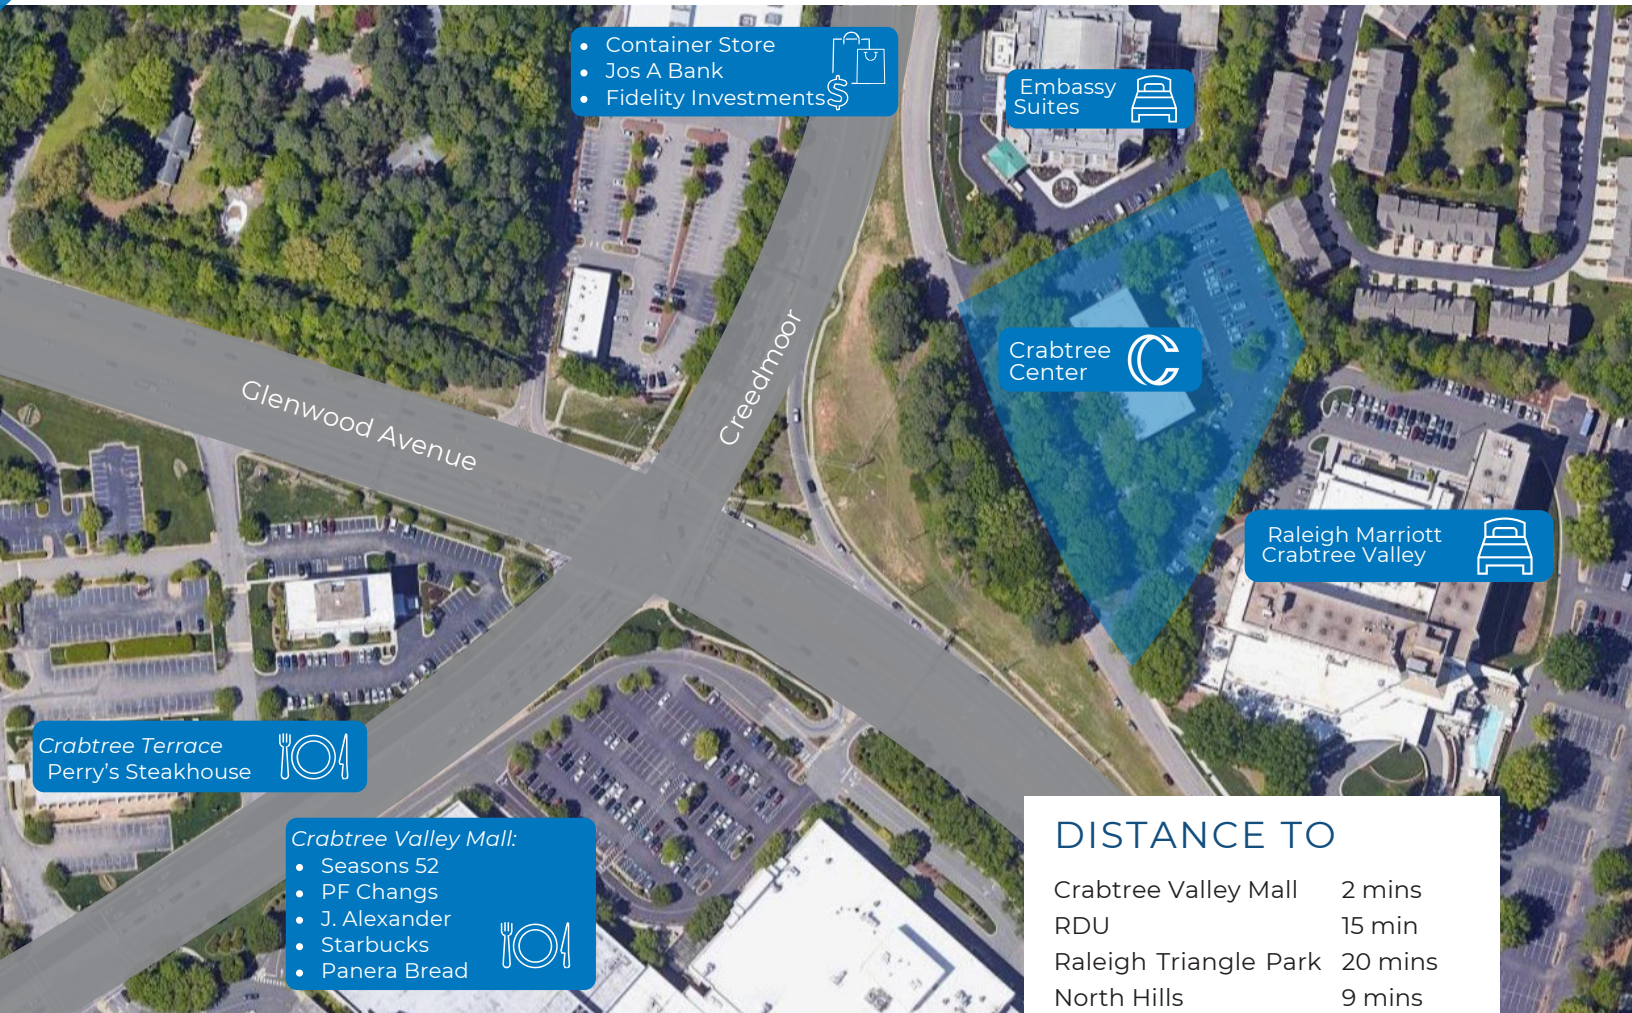 • Container Store
• Jos A Bank
• Fidelity Investments
Embassy
Suites
Crabtree
Center
Creedmoor
Glenwood Avenue
Raleigh Marriott
Crabtree Valley
Crabtree Terrace
Perry's Steakhouse
Crabtree Valley Mall:
• Seasons 52
• PF Changs
• J. Alexander
• Starbucks
• Panera Bread
DISTANCE TO
Crabtree Valley Mall 2 mins
RDU 15 min
Raleigh Triangle Park 20 mins
North Hills 9 mins